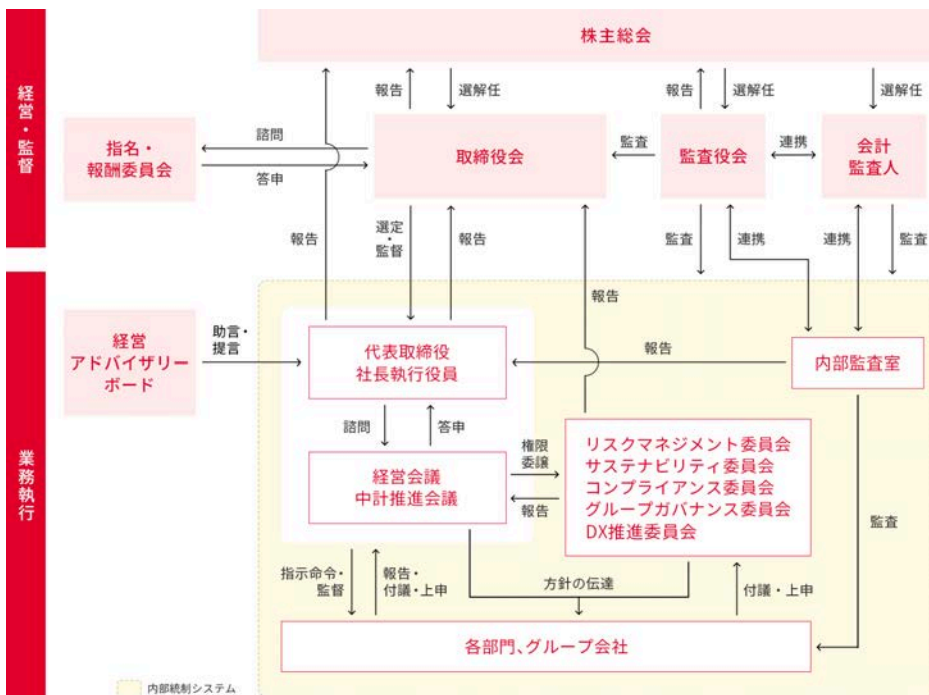 株主総会
経営・監督
報告
選解任
報告
選解任
選解任
指名・
報酬委員会
諮問
答申
取締役会
監査
監査役会
連携
会計
監査人
報告
選定・
監督
報告
監査
連携
連携
監査
報告
業務執行
経営
アドバイザリー
ボード
助言・
提言
代表取締役
社長執行役員
報告
内部監査室
諮問
答申
経営会議
中計推進会議
権限
委譲
報告
リスクマネジメント委員会
サステナビリティ委員会
コンプライアンス委員会
グループガバナンス委員会
DX推進委員会
監査
指示命令・
監督
報告・
付議・上申
方針の伝達
付議・上申
各部門、グループ会社
内部統制システム